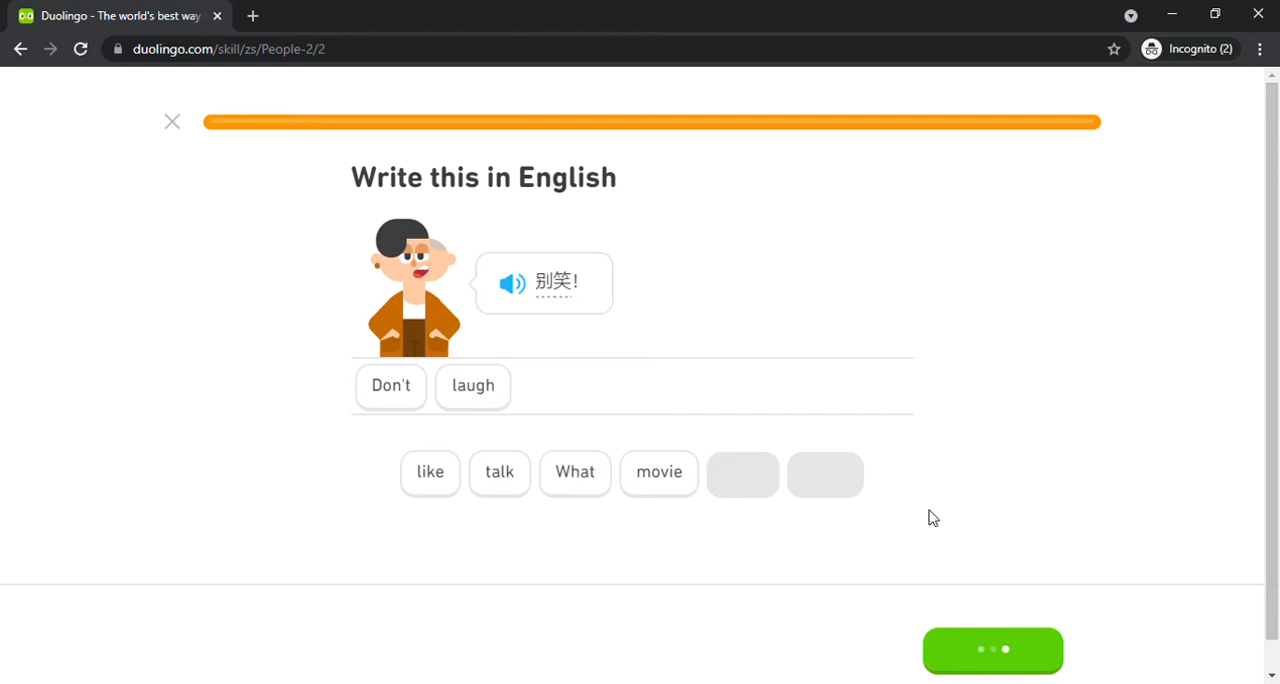 Duolingo - The world's best way
duolingo.com/skill/zs/People-2/2
Incognito (2)
Write this in English
别笑!
Don't laugh
like talk What movie